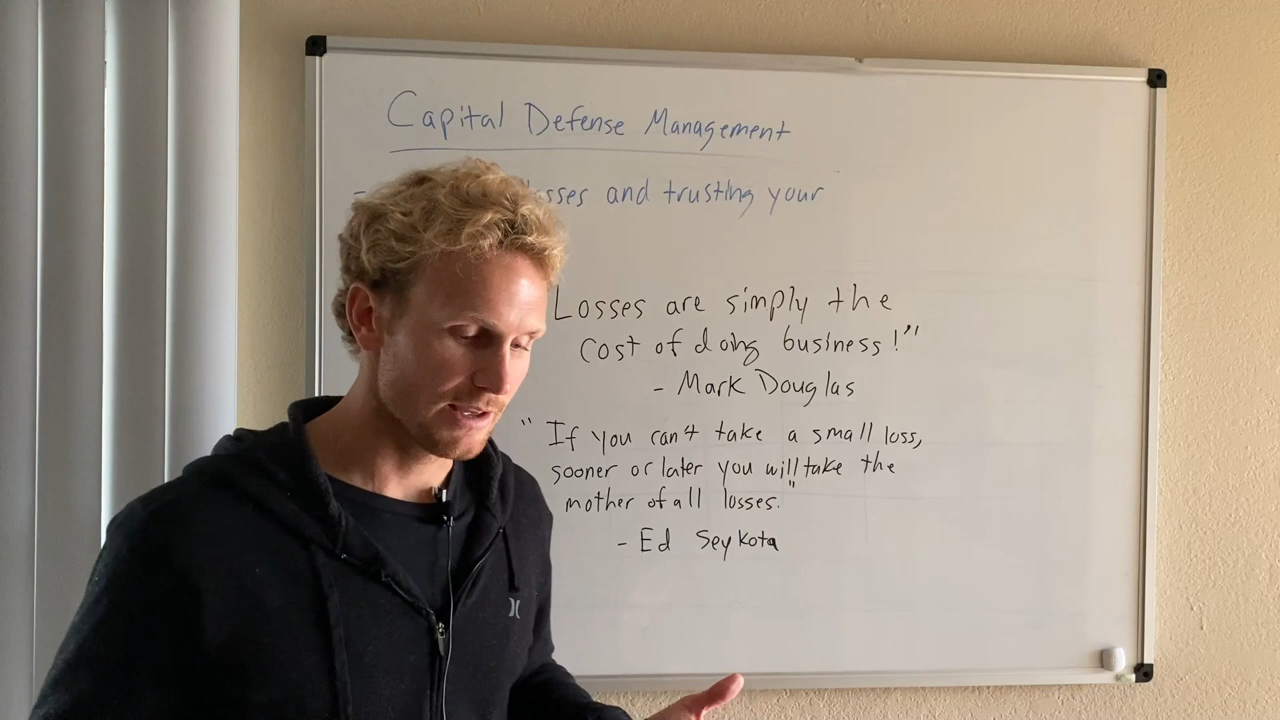 Capital Defense Management
- sses and trusting your
Losses are simply the
cost of doing business!"
- Mark Douglas
" If you can't take a small loss,
sooner or later you will take the
mother of all losses."
- Ed Seykota